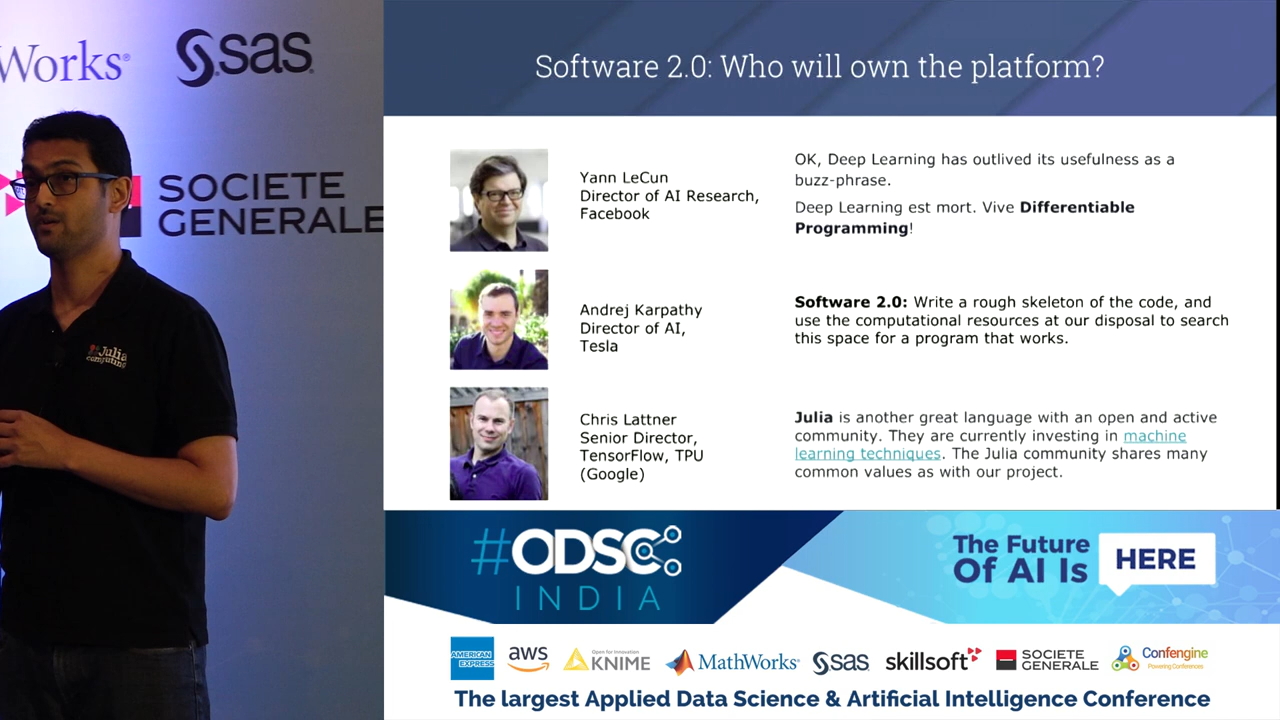 Works®
sas
SOCIETE
GENERALE
Julia
computing
Software 2.0: Who will own the platform?
Yann LeCun
Director of AI Research,
Facebook
OK, Deep Learning has outlived its usefulness as a
buzz-phrase.
Deep Learning est mort. Vive Differentiable
Programming!
Andrej Karpathy
Director of AI,
Tesla
Software 2.0: Write a rough skeleton of the code, and
use the computational resources at our disposal to search
this space for a program that works.
Chris Lattner
Senior Director,
TensorFlow, TPU
(Google)
Julia is another great language with an open and active
community. They are currently investing in machine
learning techniques. The Julia community shares many
common values as with our project.
#ODSC
INDIA
The Future
Of AI Is
HERE
AMERICAN
EXPRESS
aws
Open for Innovation
KNIME
MathWorks®
sas
skillsoft
SOCIETE
GENERALE
Confengine
Powering Conferences
The largest Applied Data Science & Artificial Intelligence Conference